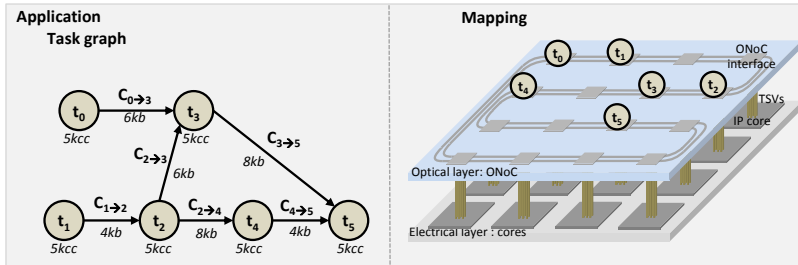 Application
Task graph
C0→3
t0
6kb
t3
5kcc
5kcc
C3→5
C2→3
8kb
6kb
C1→2
C2→4
C4→5
t1
4kb
t2
8kb
t4
4kb
t5
5kcc
5kcc
5kcc
5kcc
Mapping
t0
t1
ONoC
interface
t4
t3
t2
TSVs
IP core
t5
Optical layer: ONoC
Electrical layer : cores